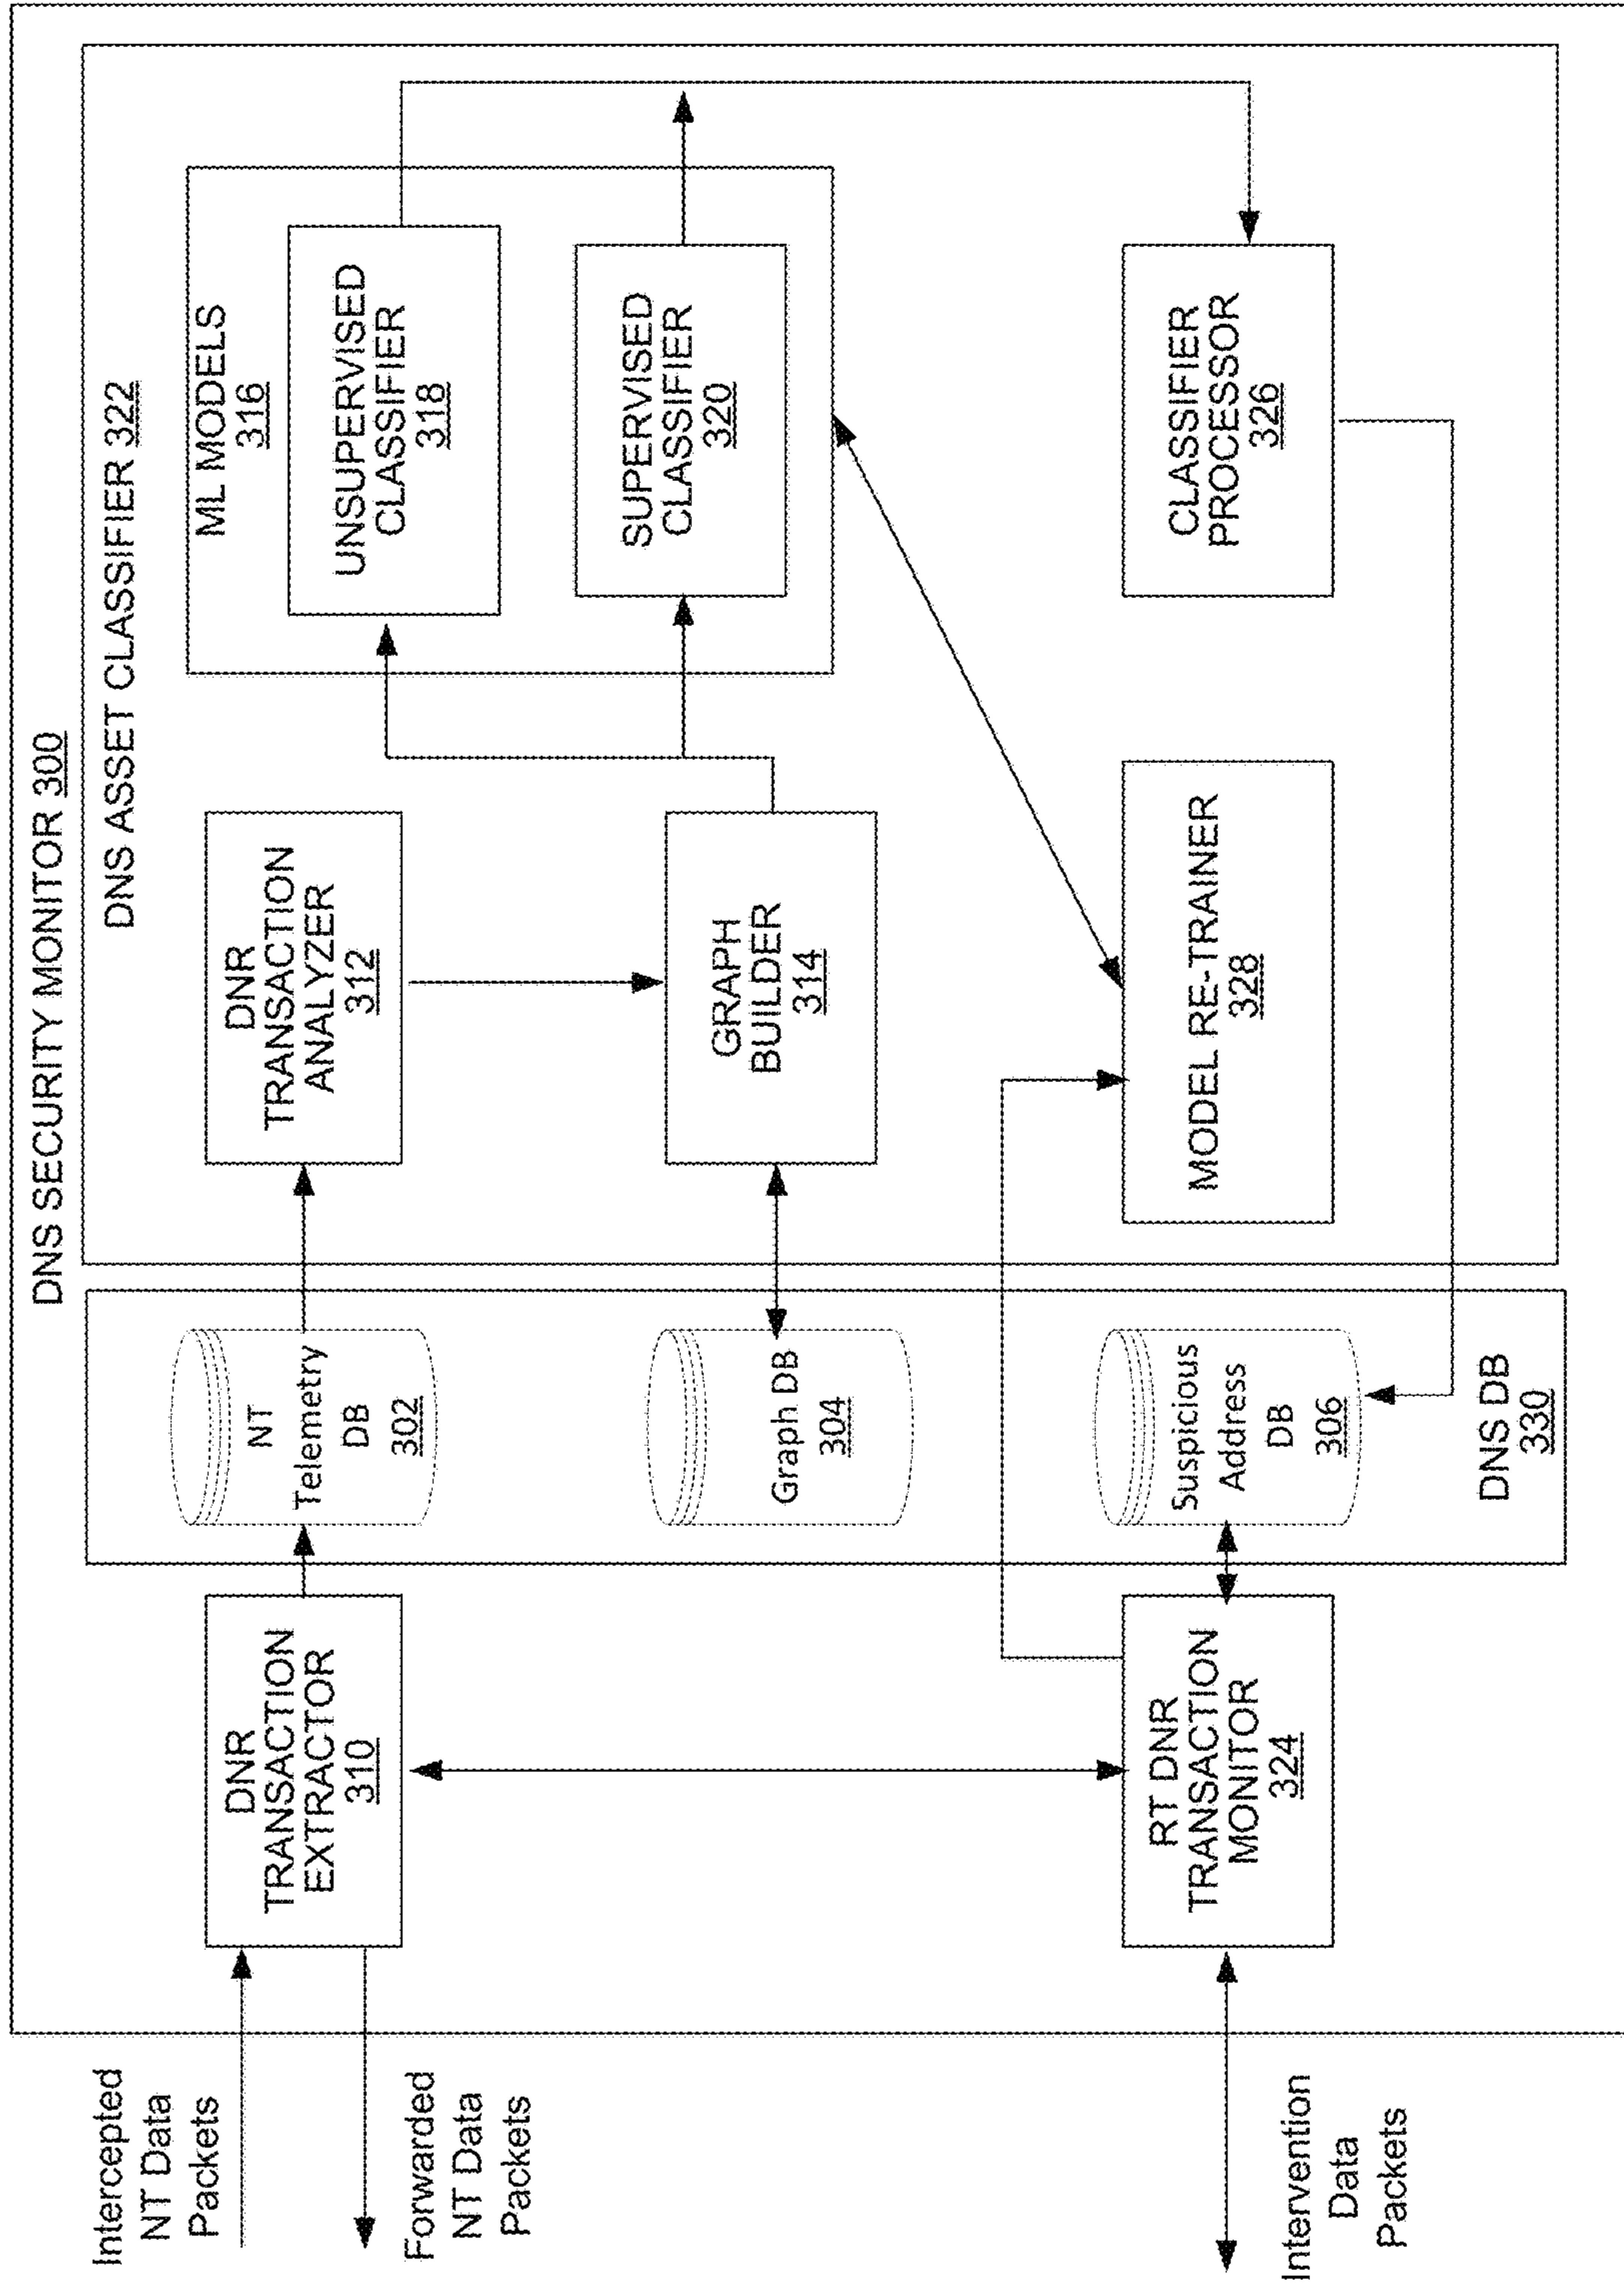 DNS SECURITY MONITOR 300
DNS ASSET CLASSIFIER 322
Intercepted
NT Data
Packets
Forwarded
NT Data
Packets
DNR
TRANSACTION
EXTRACTOR
310
NT
Telemetry
DB
302
DNR
TRANSACTION
ANALYZER
312
ML MODELS
316
UNSUPERVISED
CLASSIFIER
318
Graph DB
304
GRAPH
BUILDER
314
SUPERVISED
CLASSIFIER
320
Intervention
Data
Packets
RT DNR
TRANSACTION
MONITOR
324
Suspicious
Address
DB
306
MODEL RE-TRAINER
328
CLASSIFIER
PROCESSOR
326
DNS DB
330